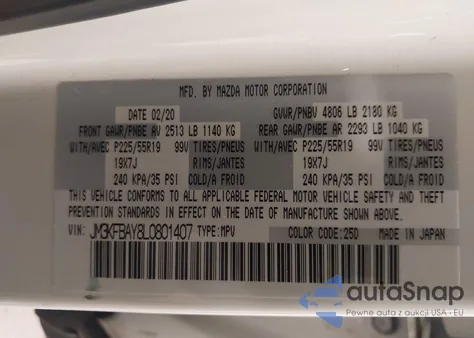 MFD. BY MAZDA MOTOR CORPORATION
DATE 02/20 GVWR/PNBV 4806 LB 2180 KG
FRONT GAWR/PNBE AV 2513 LB 1140 KG REAR GAWR/PNBE AR 2293 LB 1040 KG
WITH/AVEC P225/55R19 99V TIRES/PNEUS WITH/AVEC P225/55R19 99V TIRES/PNEUS
19X7J RIMS/JANTES 19X7J RIMS/JANTES
240 KPA/35 PSI COLD/A FROID 240 KPA/35 PSI COLD/A FROID
THIS VEHICLE CONFORMS TO ALL APPLICABLE FEDERAL MOTOR VEHICLE SAFETY AND THEFT
PREVENTION STANDARDS IN EFFECT ON THE DATE OF MANUFACTURE SHOWN ABOVE.
VIN: JM3KFBAY8L0801407 TYPE:MPV COLOR CODE:25D MADE IN JAPAN
autoSnap
Pewne auta z aukcji USA • EU